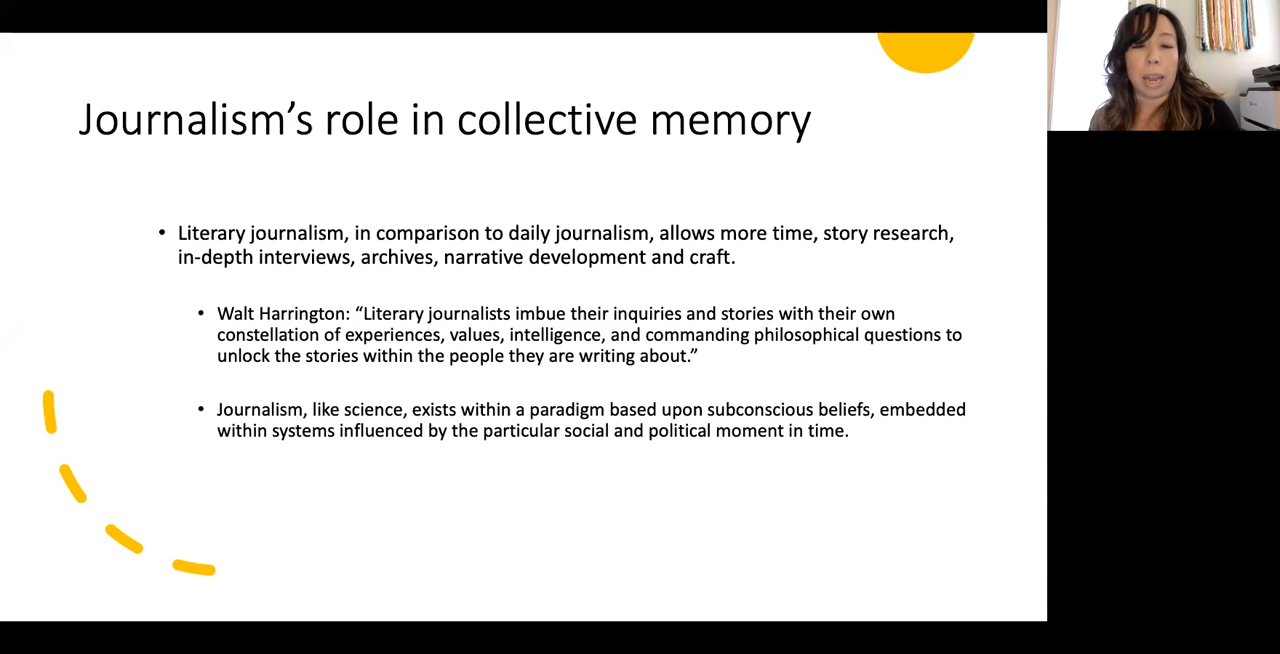 Journalism’s role in collective memory
• Literary journalism, in comparison to daily journalism, allows more time, story research,
in-depth interviews, archives, narrative development and craft.
• Walt Harrington: “Literary journalists imbue their inquiries and stories with their own
constellation of experiences, values, intelligence, and commanding philosophical questions to
unlock the stories within the people they are writing about.”
• Journalism, like science, exists within a paradigm based upon subconscious beliefs, embedded
within systems influenced by the particular social and political moment in time.